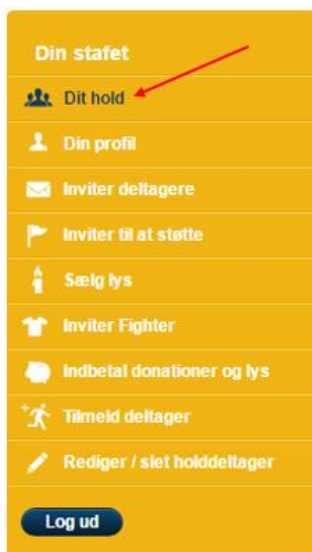 Din stafet
Dit hold
Din profil
Inviter deltagere
Inviter til at støtte
Sælg lys
Inviter Fighter
Indbetal donationer og lys
Tilmeld deltager
Rediger / slet holddeltager
Log ud